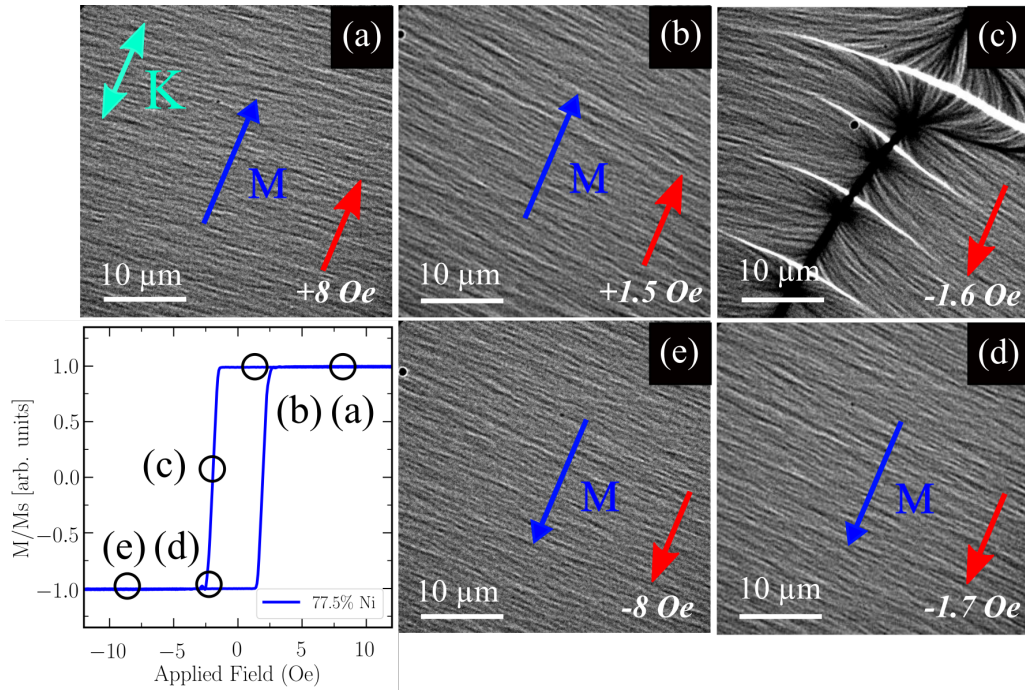 (a)
K
M
10 µm
+8 Oe
(b)
M
10 µm
+1.5 Oe
(c)
10 µm
-1.6 Oe
M/Ms [arb. units]
1.0
0.5
0.0
−0.5
−1.0
(b) (a)
(c)
(e) (d)
77.5% Ni
−10 −5 0 5 10
Applied Field (Oe)
(e)
M
10 µm
-8 Oe
(d)
M
10 µm
-1.7 Oe